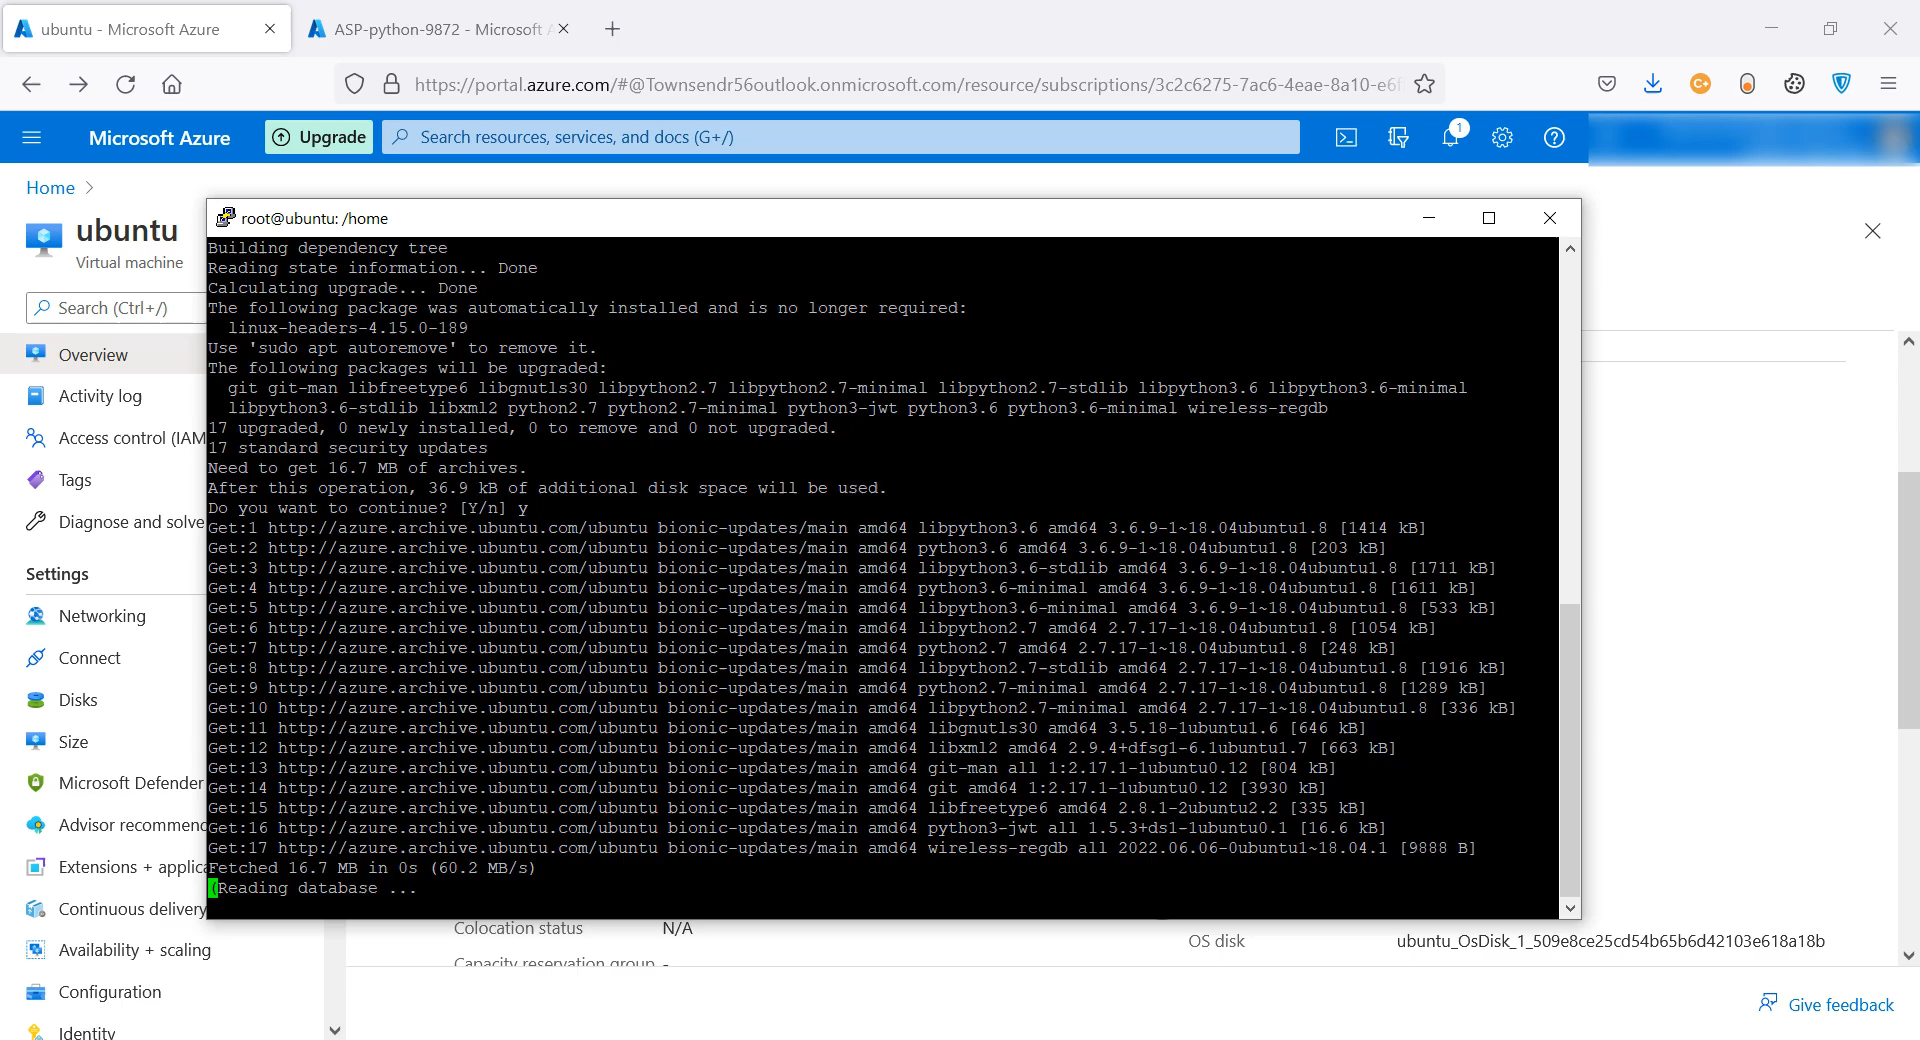 ubuntu - Microsoft Azure
ASP-python-9872 - Microsoft
https://portal.azure.com/#@Townsendr56outlook.onmicrosoft.com/resource/subscriptions/3c2c6275-7ac6-4eae-8a10-e6f
C+
Microsoft Azure
Upgrade
Search resources, services, and docs (G+/)
1
Home
ubuntu
Virtual machine
Search (Ctrl+/)
Overview
Activity log
Access control (IAM
Tags
Diagnose and solve
Settings
Networking
Connect
Disks
Size
Microsoft Defender
Advisor recommend
Extensions + applica
Continuous delivery
Availability + scaling
Configuration
Identity
root@ubuntu: /home
Building dependency tree
Reading state information... Done
Calculating upgrade... Done
The following package was automatically installed and is no longer required:
linux-headers-4.15.0-189
Use 'sudo apt autoremove' to remove it.
The following packages will be upgraded:
git git-man libfreetype6 libgnutls30 libpython2.7 libpython2.7-minimal libpython2.7-stdlib libpython3.6 libpython3.6-minimal
libpython3.6-stdlib libxml2 python2.7 python2.7-minimal python3-jwt python3.6 python3.6-minimal wireless-regdb
17 upgraded, 0 newly installed, 0 to remove and 0 not upgraded.
17 standard security updates
Need to get 16.7 MB of archives.
After this operation, 36.9 kB of additional disk space will be used.
Do you want to continue? [Y/n] y
Get:1 http://azure.archive.ubuntu.com/ubuntu bionic-updates/main amd64 libpython3.6 amd64 3.6.9-1~18.04ubuntu1.8 [1414 kB]
Get:2 http://azure.archive.ubuntu.com/ubuntu bionic-updates/main amd64 python3.6 amd64 3.6.9-1~18.04ubuntu1.8 [203 kB]
Get:3 http://azure.archive.ubuntu.com/ubuntu bionic-updates/main amd64 libpython3.6-stdlib amd64 3.6.9-1~18.04ubuntu1.8 [1711 kB]
Get:4 http://azure.archive.ubuntu.com/ubuntu bionic-updates/main amd64 python3.6-minimal amd64 3.6.9-1~18.04ubuntu1.8 [1611 kB]
Get:5 http://azure.archive.ubuntu.com/ubuntu bionic-updates/main amd64 libpython3.6-minimal amd64 3.6.9-1~18.04ubuntu1.8 [533 kB]
Get:6 http://azure.archive.ubuntu.com/ubuntu bionic-updates/main amd64 libpython2.7 amd64 2.7.17-1~18.04ubuntu1.8 [1054 kB]
Get:7 http://azure.archive.ubuntu.com/ubuntu bionic-updates/main amd64 python2.7 amd64 2.7.17-1~18.04ubuntu1.8 [248 kB]
Get:8 http://azure.archive.ubuntu.com/ubuntu bionic-updates/main amd64 libpython2.7-stdlib amd64 2.7.17-1~18.04ubuntu1.8 [1916 kB]
Get:9 http://azure.archive.ubuntu.com/ubuntu bionic-updates/main amd64 python2.7-minimal amd64 2.7.17-1~18.04ubuntu1.8 [1289 kB]
Get:10 http://azure.archive.ubuntu.com/ubuntu bionic-updates/main amd64 libpython2.7-minimal amd64 2.7.17-1~18.04ubuntu1.8 [336 kB]
Get:11 http://azure.archive.ubuntu.com/ubuntu bionic-updates/main amd64 libgnutls30 amd64 3.5.18-1ubuntu1.6 [646 kB]
Get:12 http://azure.archive.ubuntu.com/ubuntu bionic-updates/main amd64 libxml2 amd64 2.9.4+dfsg1-6.1ubuntu1.7 [663 kB]
Get:13 http://azure.archive.ubuntu.com/ubuntu bionic-updates/main amd64 git-man all 1:2.17.1-1ubuntu0.12 [804 kB]
Get:14 http://azure.archive.ubuntu.com/ubuntu bionic-updates/main amd64 git amd64 1:2.17.1-1ubuntu0.12 [3930 kB]
Get:15 http://azure.archive.ubuntu.com/ubuntu bionic-updates/main amd64 libfreetype6 amd64 2.8.1-2ubuntu2.2 [335 kB]
Get:16 http://azure.archive.ubuntu.com/ubuntu bionic-updates/main amd64 python3-jwt all 1.5.3+ds1-1ubuntu0.1 [16.6 kB]
Get:17 http://azure.archive.ubuntu.com/ubuntu bionic-updates/main amd64 wireless-regdb all 2022.06.06-0ubuntu1~18.04.1 [9888 B]
Fetched 16.7 MB in 0s (60.2 MB/s)
(Reading database ...
Colocation status N/A
Capacity reservation group -
OS disk ubuntu_OsDisk_1_509e8ce25cd54b65b6d42103e618a18b
Give feedback